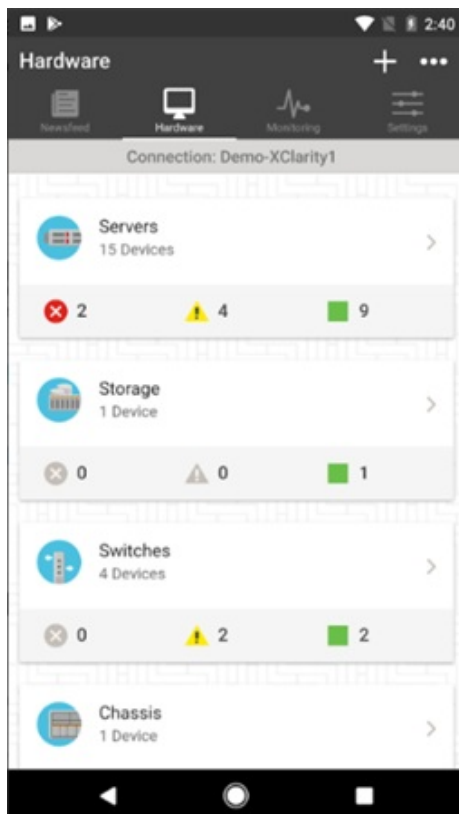 2:40
Hardware
Newsfeed Hardware Monitoring Settings
Connection: Demo-XClarity1
Servers
15 Devices
2 4 9
Storage
1 Device
0 0 1
Switches
4 Devices
0 2 2
Chassis
1 Device